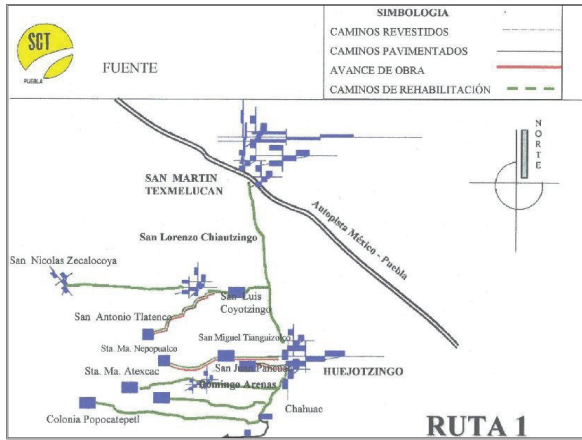 SIMBOLOGIA
SCT
PUEBLA
FUENTE
CAMINOS REVESTIDOS
CAMINOS PAVIMENTADOS
AVANCE DE OBRA
CAMINOS DE REHABILITACIÓN
NORTE
SAN MARTIN
TEXMELUCAN
Autopista México - Puebla
San Lorenzo Chiautzingo
San Nicolas Zecalocoya
San Luis
Coyotzingo
San Antonio Tlatenco
San Miguel Tianguizolco
Sta. Ma. Nepopualco
HUEJOTZINGO
San Juan
Sta. Ma. Atexcac
Domingo Arenas
Chahuac
Colonia Popocatepetl
RUTA 1